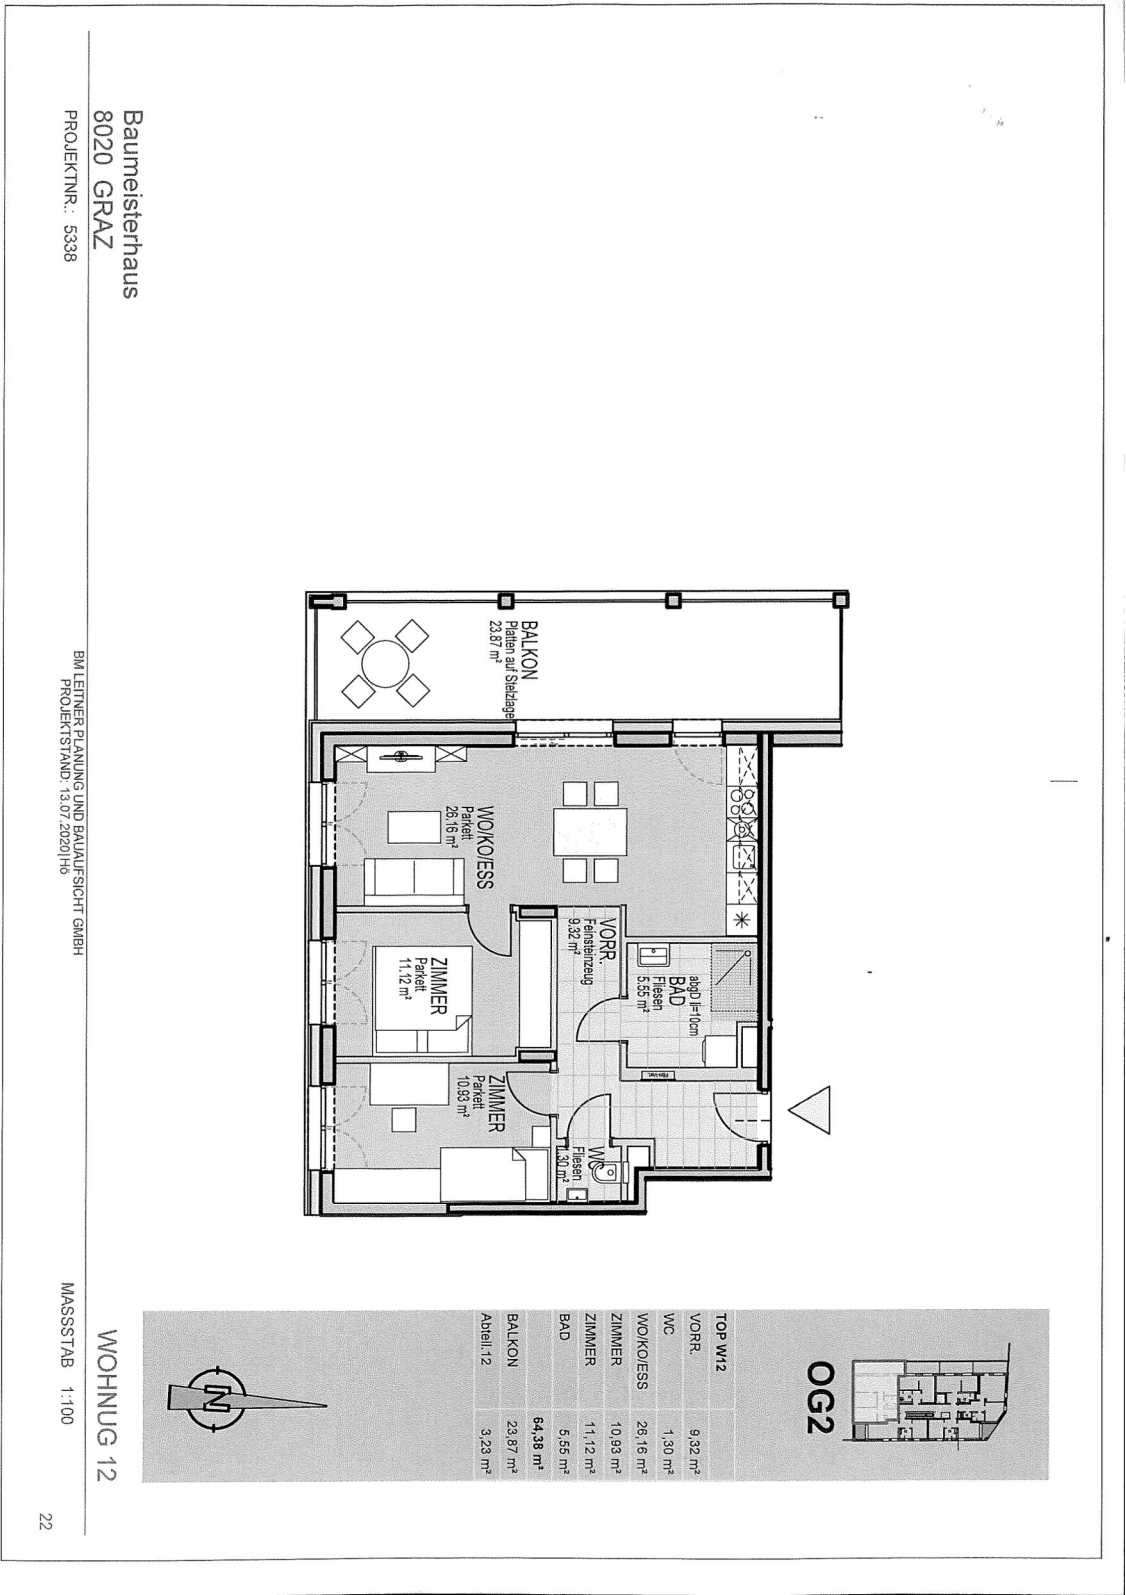 BALKON
Platten auf Stelzlager
23.87 m²
WO/KO/ESS
Parkett
26.16 m²
VORR.
Feinsteinzeug
9.32 m²
abgD II=10cm
BAD
Fliesen
5.55 m²
ZIMMER
Parkett
11.12 m²
ZIMMER
Parkett
10.93 m²
WC
Fliesen
1.30 m²
OG2
TOP W12
VORR. 9,32 m²
WC 1,30 m²
WO/KO/ESS 26,16 m²
ZIMMER 10,93 m²
ZIMMER 11,12 m²
BAD 5,55 m²
64,38 m²
BALKON 23,87 m²
Abteil.12 3,23 m²
N
Baumeisterhaus
8020 GRAZ
PROJEKTNR.: 5338
BM LEITNER PLANUNG UND BAUAUFSICHT GMBH
PROJEKTSTAND: 13.07.2020|Hö
WOHNUG 12
MASSSTAB 1:100
22